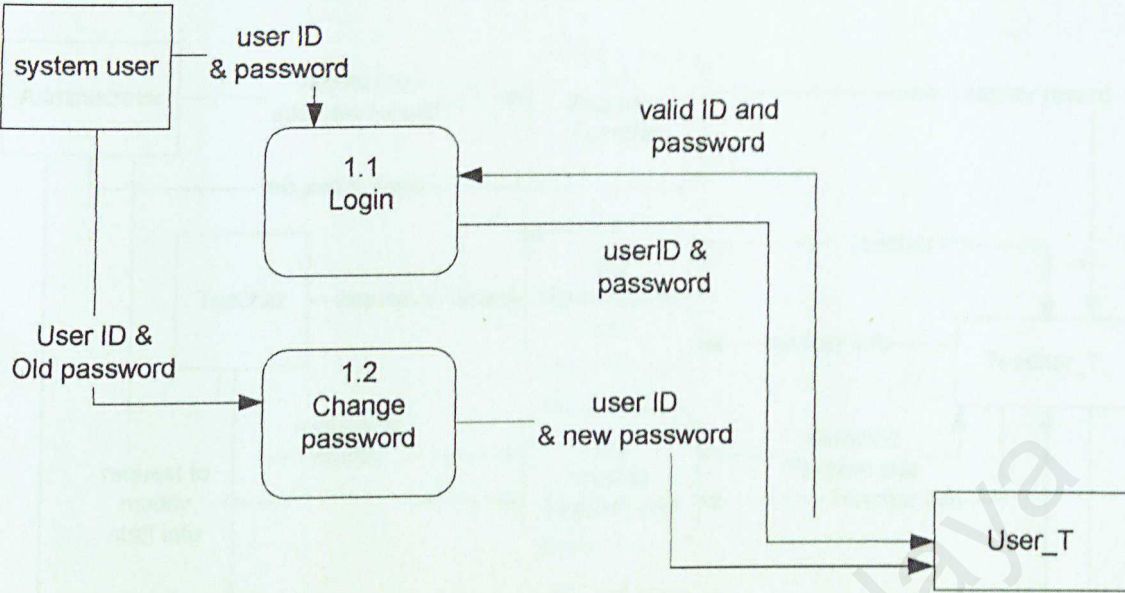 user ID
& password
system user
valid ID and
password
1.1
Login
userID &
password
User ID &
Old password
1.2
Change
password
user ID
& new password
User_T